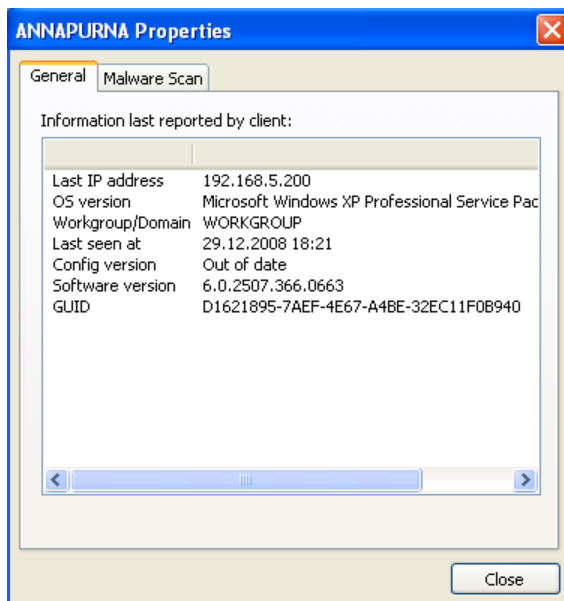 ANNAPURNA Properties
General Malware Scan
Information last reported by client:
Last IP address 192.168.5.200
OS version Microsoft Windows XP Professional Service Pac
Workgroup/Domain WORKGROUP
Last seen at 29.12.2008 18:21
Config version Out of date
Software version 6.0.2507.366.0663
GUID D1621895-7AEF-4E67-A4BE-32EC11F0B940
Close